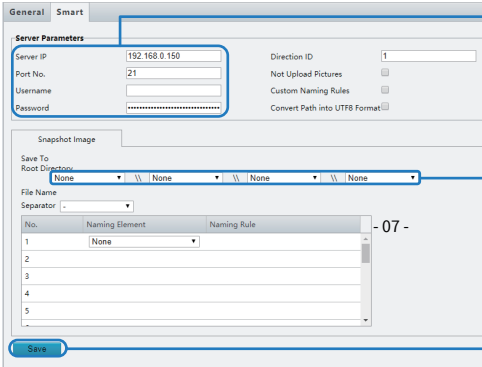 General Smart
Server Parameters
Server IP 192.168.0.150 Direction ID 1
Port No. 21 Not Upload Pictures
Username Custom Naming Rules
Password •••••••••••••••••••••••••••••••• Convert Path into UTF8 Format
Snapshot Image
Save To
Root Directory
None \\ None \\ None \\ None
File Name
Separator -
No. Naming Element Naming Rule
- 07 -
1 None
2
3
4
5
Save